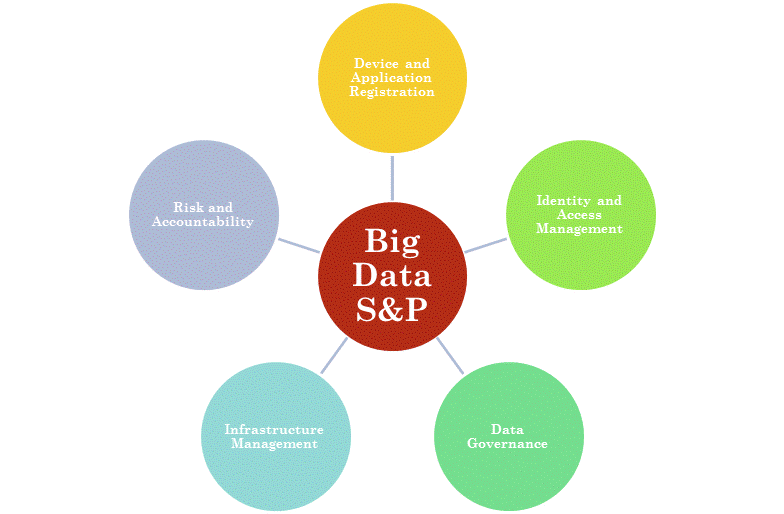 Device and
Application
Registration
Risk and
Accountability
Identity and
Access
Management
Big
Data
S&P
Infrastructure
Management
Data
Governance